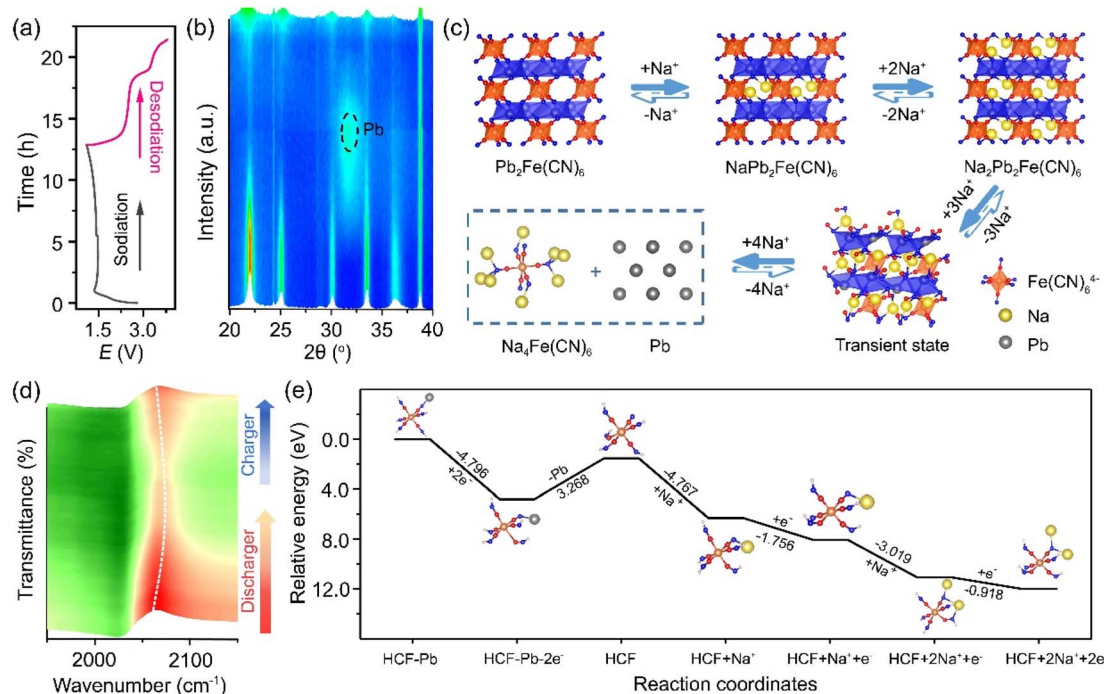 (a)
20
15
10
5
0
Time (h)
Desodiation
Sodiation
1.5 3.0
E (V)
(b)
Intensity (a.u.)
Pb
20 25 30 35 40
2θ (°)
(c)
+Na⁺
-Na⁺
+2Na⁺
-2Na⁺
Pb₂Fe(CN)₆
NaPb₂Fe(CN)₆
Na₂Pb₂Fe(CN)₆
+3Na⁺
-3Na⁺
+4Na⁺
-4Na⁺
+
Na₄Fe(CN)₆
Pb
Transient state
Fe(CN)₆⁴⁻
Na
Pb
(d)
Transmittance (%)
2000 2100
Wavenumber (cm⁻¹)
Charger
Discharger
(e)
Relative energy (eV)
0.0
4.0
8.0
12.0
-4.796
+2e⁻
-Pb
3.268
-4.767
+Na⁺
+e⁻
-1.756
-3.019
+Na⁺
+e⁻
-0.918
HCF-Pb
HCF-Pb-2e⁻
HCF
HCF+Na⁺
HCF+Na⁺+e⁻
HCF+2Na⁺+e⁻
HCF+2Na⁺+2e
Reaction coordinates